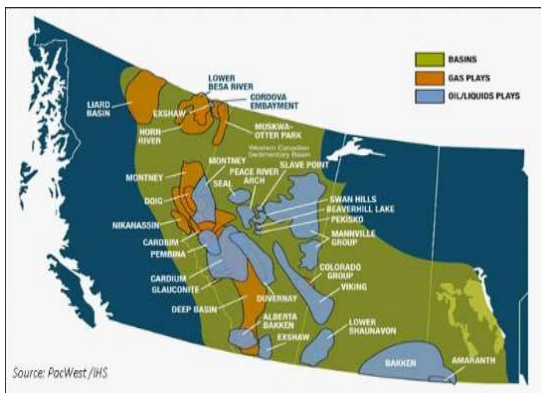 BASINS
GAS PLAYS
OIL/LIQUIDS PLAYS
LOWER
BESA RIVER
CORDOVA
EMBAYMENT
LIARD
BASIN
EXSHAW
HORN
RIVER
MUSKWA-
OTTER PARK
Western Canadian
Sedimentary Basin
MONTNEY
SLAVE POINT
MONTNEY
PEACE RIVER
ARCH
SEAL
DOIG
SWAN HILLS
BEAVERHILL LAKE
PEKISKO
NIKANASSIN
MANNVILLE
GROUP
CARDIUM
PEMBINA
COLORADO
GROUP
CARDIUM
GLAUCONITE
VIKING
DEEP BASIN
DUVERNAY
ALBERTA
BAKKEN
LOWER
SHAUNAVON
EXSHAW
BAKKEN
AMARANTH
Source: PacWest/IHS